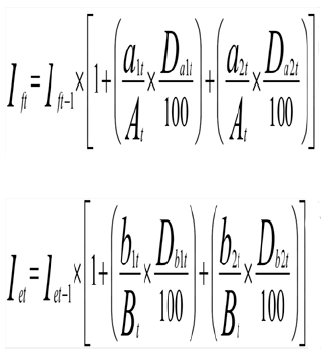 I_ft = I_ft-1 × [1 + (a_1t/A_t × D_a1t/100) + (a_2t/A_t × D_a2t/100)]
I_et = I_et-1 × [1 + (b_1t/B_t × D_b1t/100) + (b_2t/B_t × D_b2t/100)]